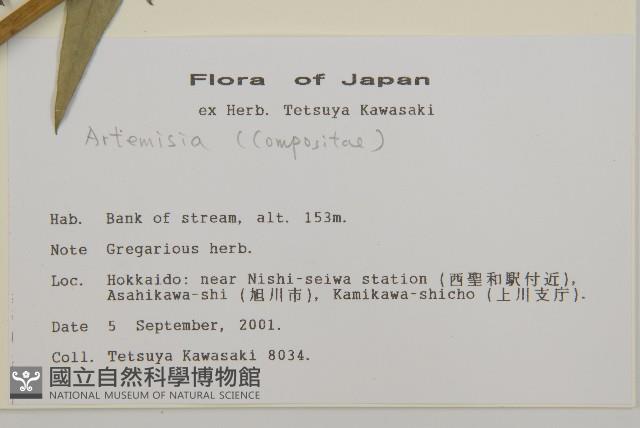 Flora of Japan
ex Herb. Tetsuya Kawasaki
Artemisia (Compositae)
Hab. Bank of stream, alt. 153m.
Note Gregarious herb.
Loc. Hokkaido: near Nishi-seiwa station (西聖和駅付近),
Asahikawa-shi (旭川市), Kamikawa-shicho (上川支庁).
Date 5 September, 2001.
Coll. Tetsuya Kawasaki 8034.
國立自然科學博物館
NATIONAL MUSEUM OF NATURAL SCIENCE